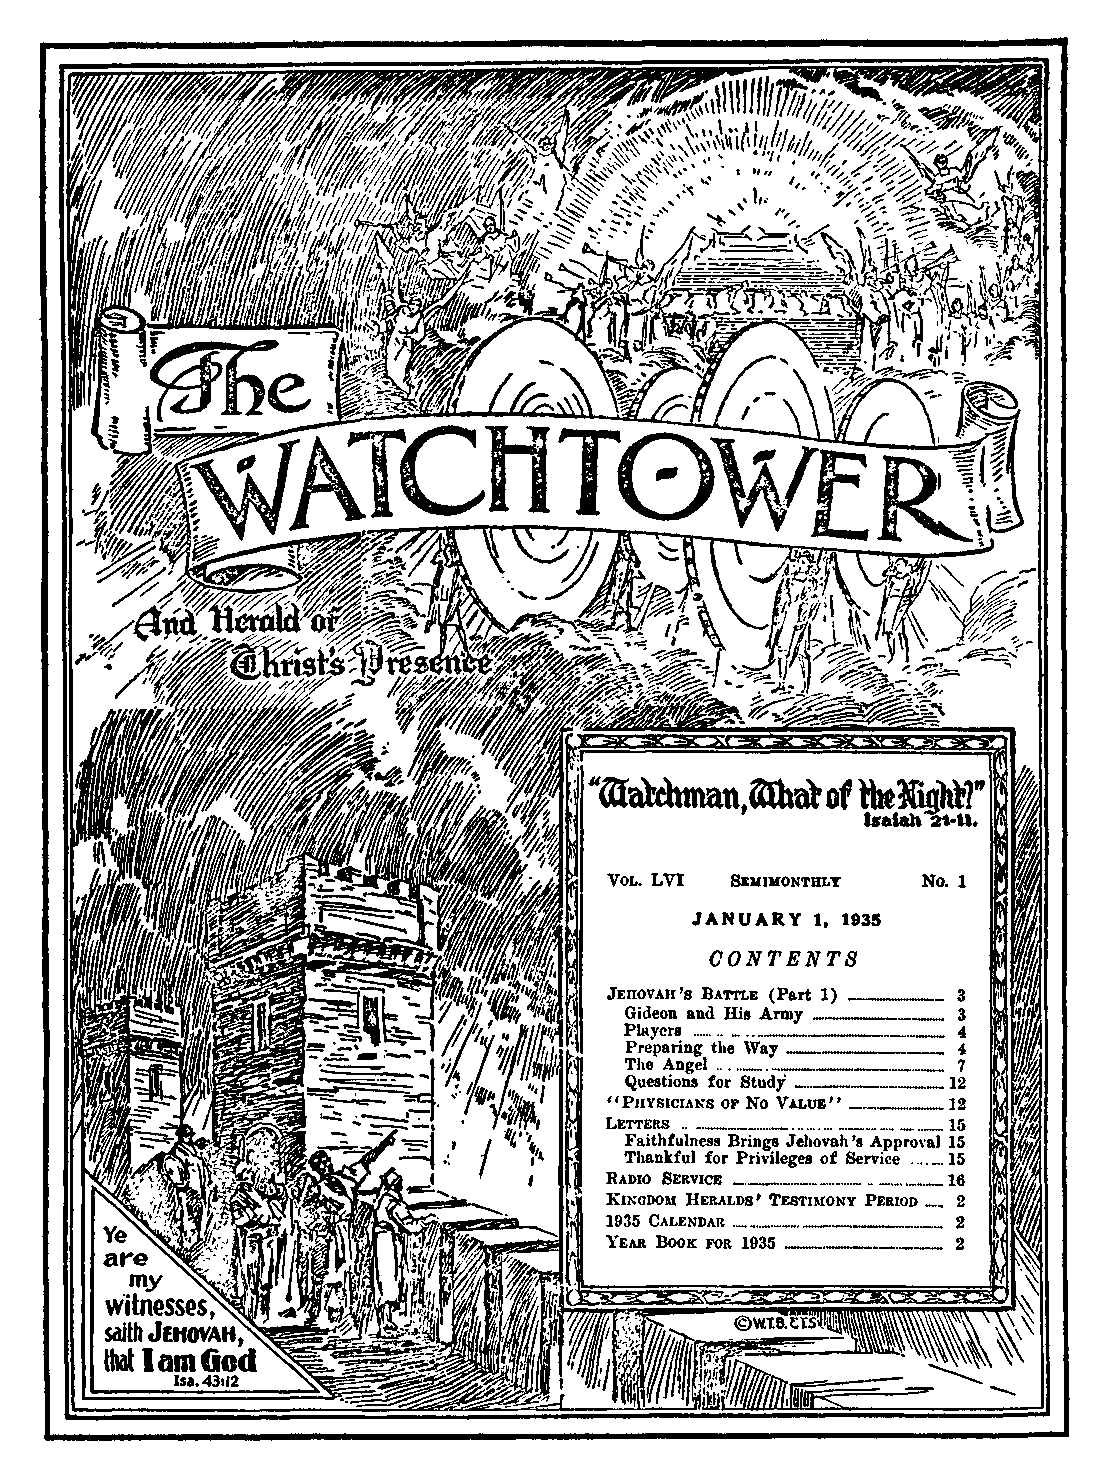 The
WATCHTOWER
And Herald of
Christ's Presence
"Watchman, What of the Night?"
Isaiah 21-11.
VOL. LVI SEMIMONTHLY NO. 1
JANUARY 1, 1935
CONTENTS
JEHOVAH'S BATTLE (Part 1) 3
Gideon and His Army 3
Players 4
Preparing the Way 4
The Angel 7
Questions for Study 12
"PHYSICIANS OF NO VALUE" 12
LETTERS 15
Faithfulness Brings Jehovah's Approval 15
Thankful for Privileges of Service 15
RADIO SERVICE 16
KINGDOM HERALDS' TESTIMONY PERIOD 2
1935 CALENDAR 2
YEAR BOOK FOR 1935 2
Ye
are
my
witnesses,
saith JEHOVAH,
that I am God
Isa. 43:12
©W.T.B.&T.S.